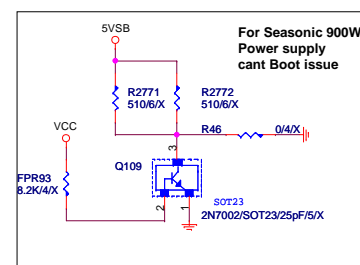 For Seasonic 900W
Power supply
cant Boot issue
5VSB
R2771
510/6/X
R2772
510/6/X
R46
0/4/X
VCC
FPR93
8.2K/4/X
Q109
3
2
1
SOT23
2N7002/SOT23/25pF/5/X